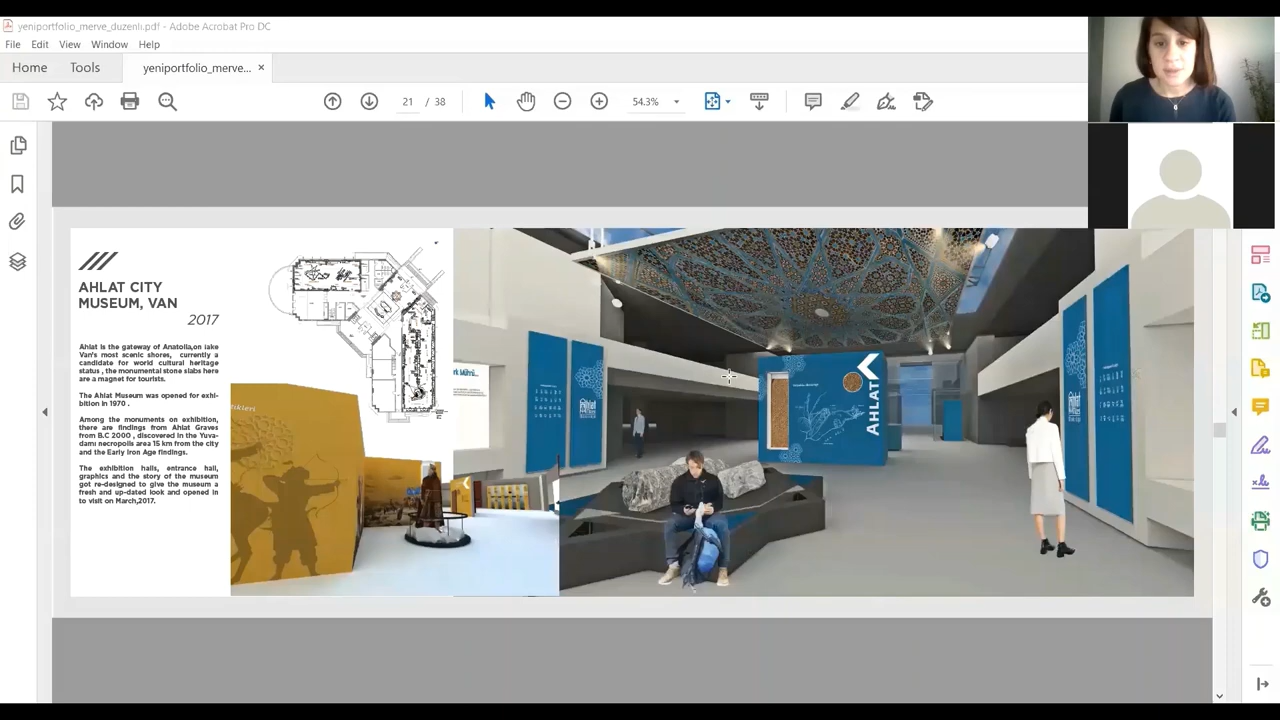 yeniportfolio_merve_duzenli.pdf - Adobe Acrobat Pro DC
File Edit View Window Help
Home Tools yeniportfolio_merve... ×
21 / 38 54.3%
AHLAT CITY
MUSEUM, VAN
2017
Ahlat is the gateway of Anatolia,on lake
Van's most scenic shores, currently a
candidate for world cultural heritage
status , the monumental stone slabs here
are a magnet for tourists.
The Ahlat Museum was opened for exhi-
bition in 1970 .
Among the monuments on exhibition,
there are findings from Ahlat Graves
from B.C 2000 , discovered in the Yuva-
damı necropolis area 15 km from the city
and the Early Iron Age findings.
The exhibition halls, entrance hall,
graphics and the story of the museum
got re-designed to give the museum a
fresh and up-dated look and opened in
to visit on March,2017.
AHLAT